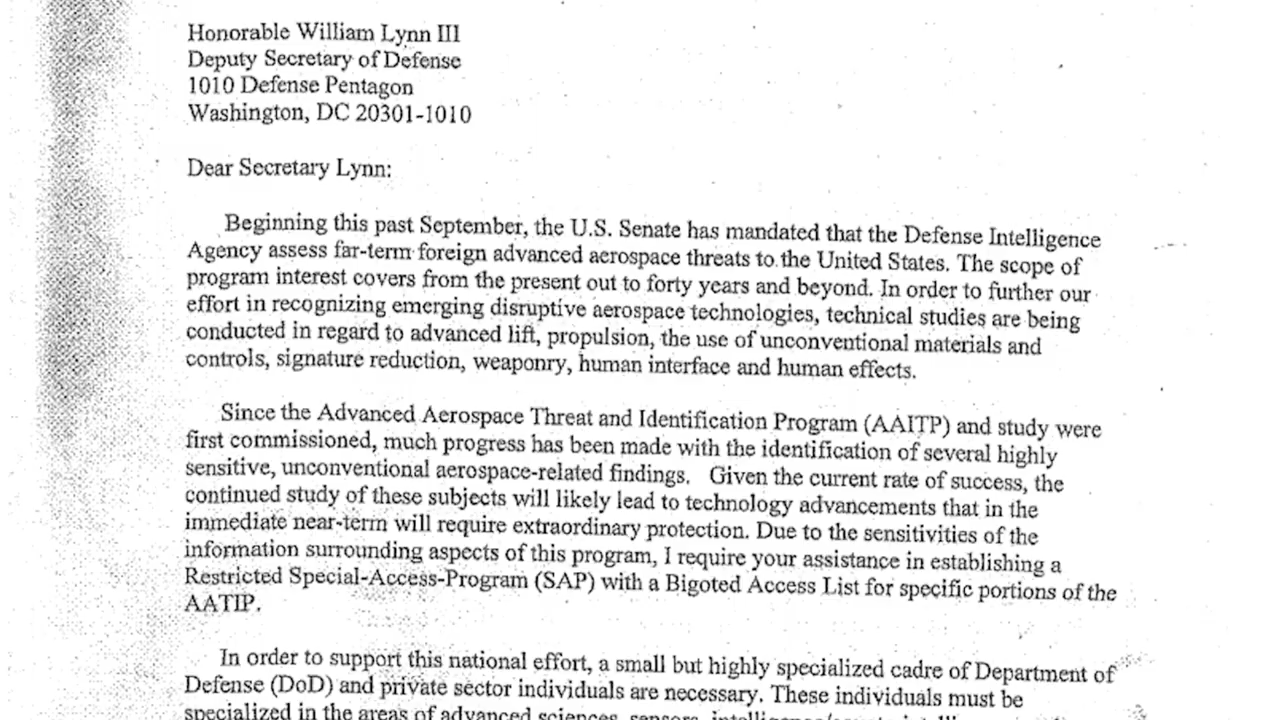 Honorable William Lynn III
Deputy Secretary of Defense
1010 Defense Pentagon
Washington, DC 20301-1010
Dear Secretary Lynn:
Beginning this past September, the U.S. Senate has mandated that the Defense Intelligence
Agency assess far-term foreign advanced aerospace threats to the United States. The scope of
program interest covers from the present out to forty years and beyond. In order to further our
effort in recognizing emerging disruptive aerospace technologies, technical studies are being
conducted in regard to advanced lift, propulsion, the use of unconventional materials and
controls, signature reduction, weaponry, human interface and human effects.
Since the Advanced Aerospace Threat and Identification Program (AAITP) and study were
first commissioned, much progress has been made with the identification of several highly
sensitive, unconventional aerospace-related findings. Given the current rate of success, the
continued study of these subjects will likely lead to technology advancements that in the
immediate near-term will require extraordinary protection. Due to the sensitivities of the
information surrounding aspects of this program, I require your assistance in establishing a
Restricted Special-Access-Program (SAP) with a Bigoted Access List for specific portions of the
AATIP.
In order to support this national effort, a small but highly specialized cadre of Department of
Defense (DoD) and private sector individuals are necessary. These individuals must be
specialized in the areas of advanced sciences, sensors,